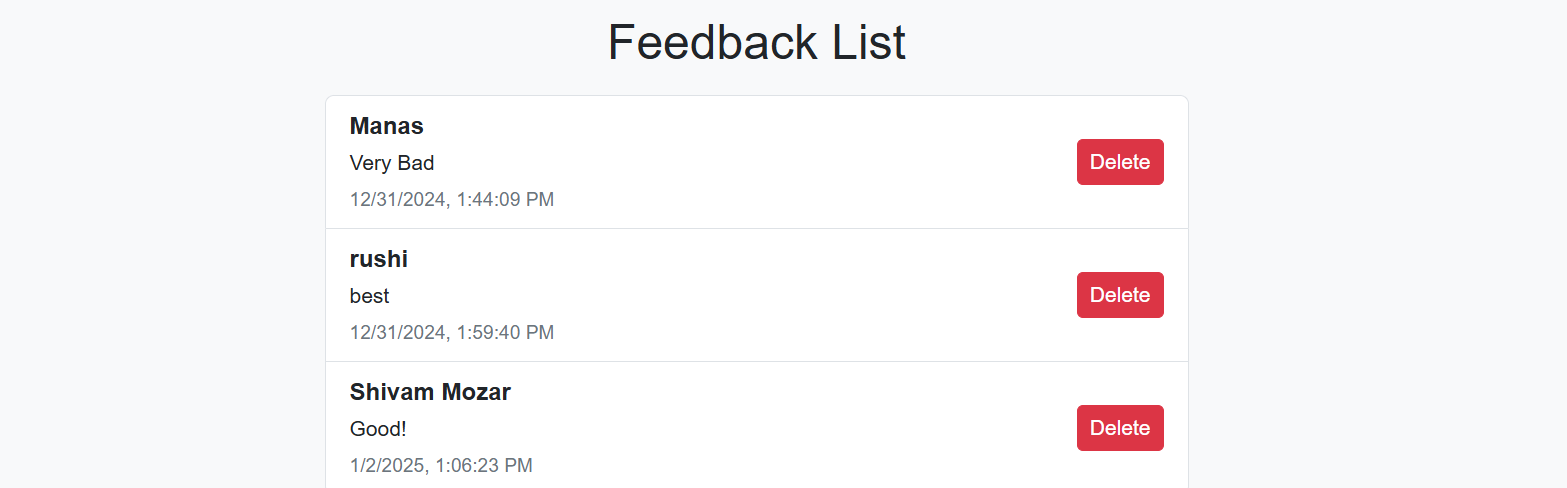 Feedback List
Manas
Very Bad
Delete
12/31/2024, 1:44:09 PM
rushi
best
Delete
12/31/2024, 1:59:40 PM
Shivam Mozar
Good!
Delete
1/2/2025, 1:06:23 PM